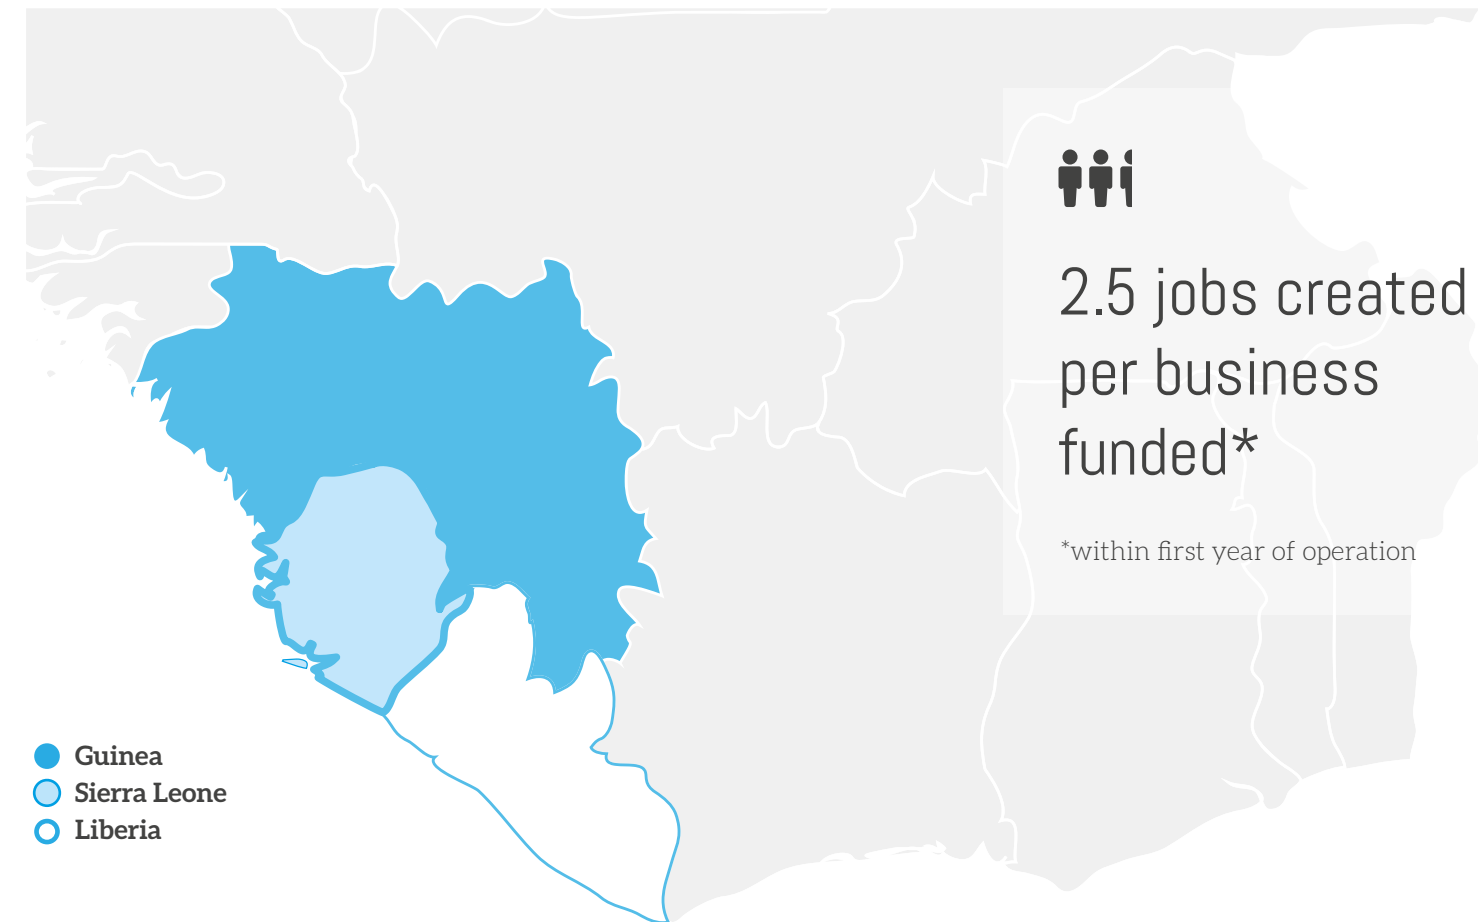 2.5 jobs created
per business
funded*
*within first year of operation
Guinea
Sierra Leone
Liberia